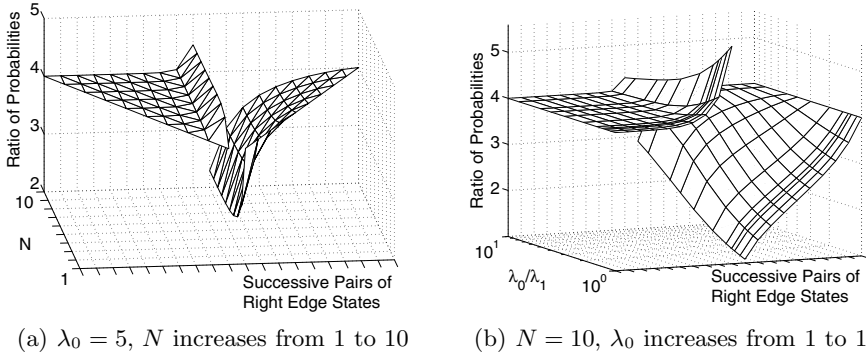 5
4
3
2
10
N
1
Ratio of Probabilities
Successive Pairs of
Right Edge States
(a) λ0 = 5, N increases from 1 to 10
5
4
3
2
10^1
λ0/λ1
10^0
Ratio of Probabilities
Successive Pairs of
Right Edge States
(b) N = 10, λ0 increases from 1 to 1